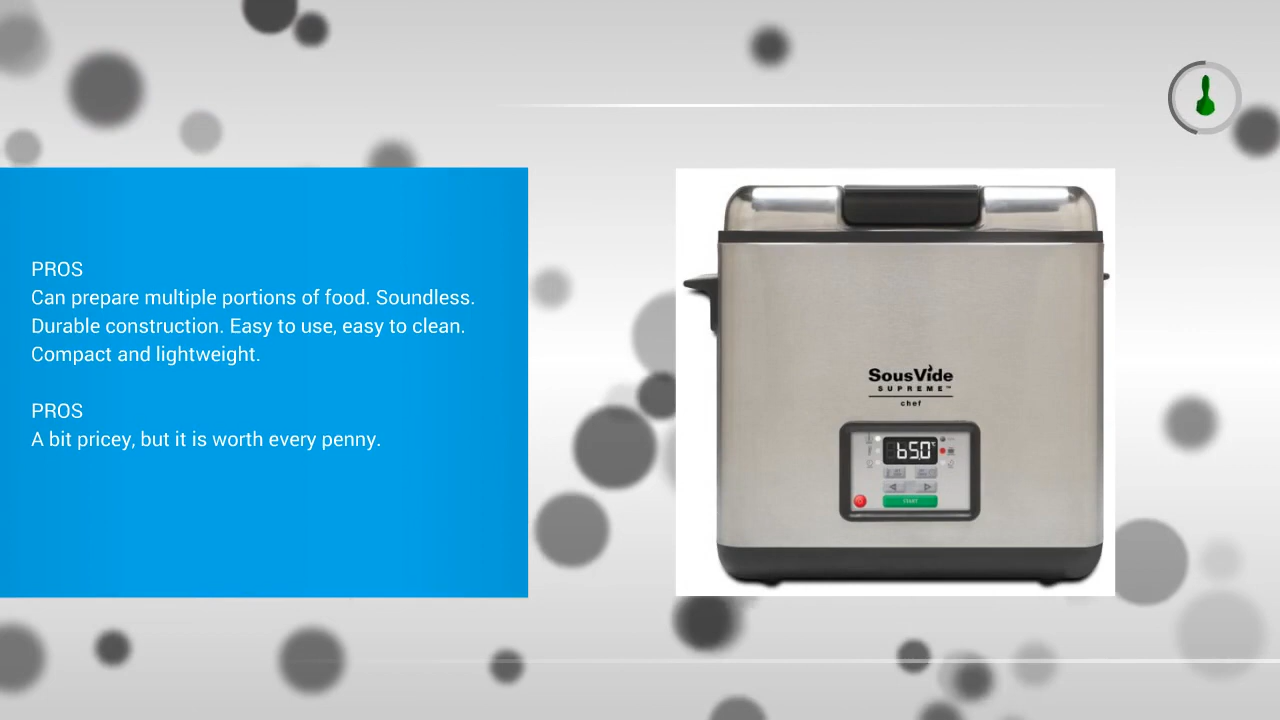 PROS
Can prepare multiple portions of food. Soundless.
Durable construction. Easy to use, easy to clean.
Compact and lightweight.
PROS
A bit pricey, but it is worth every penny.
SousVide
SUPREME™
chef
65.0°c
START